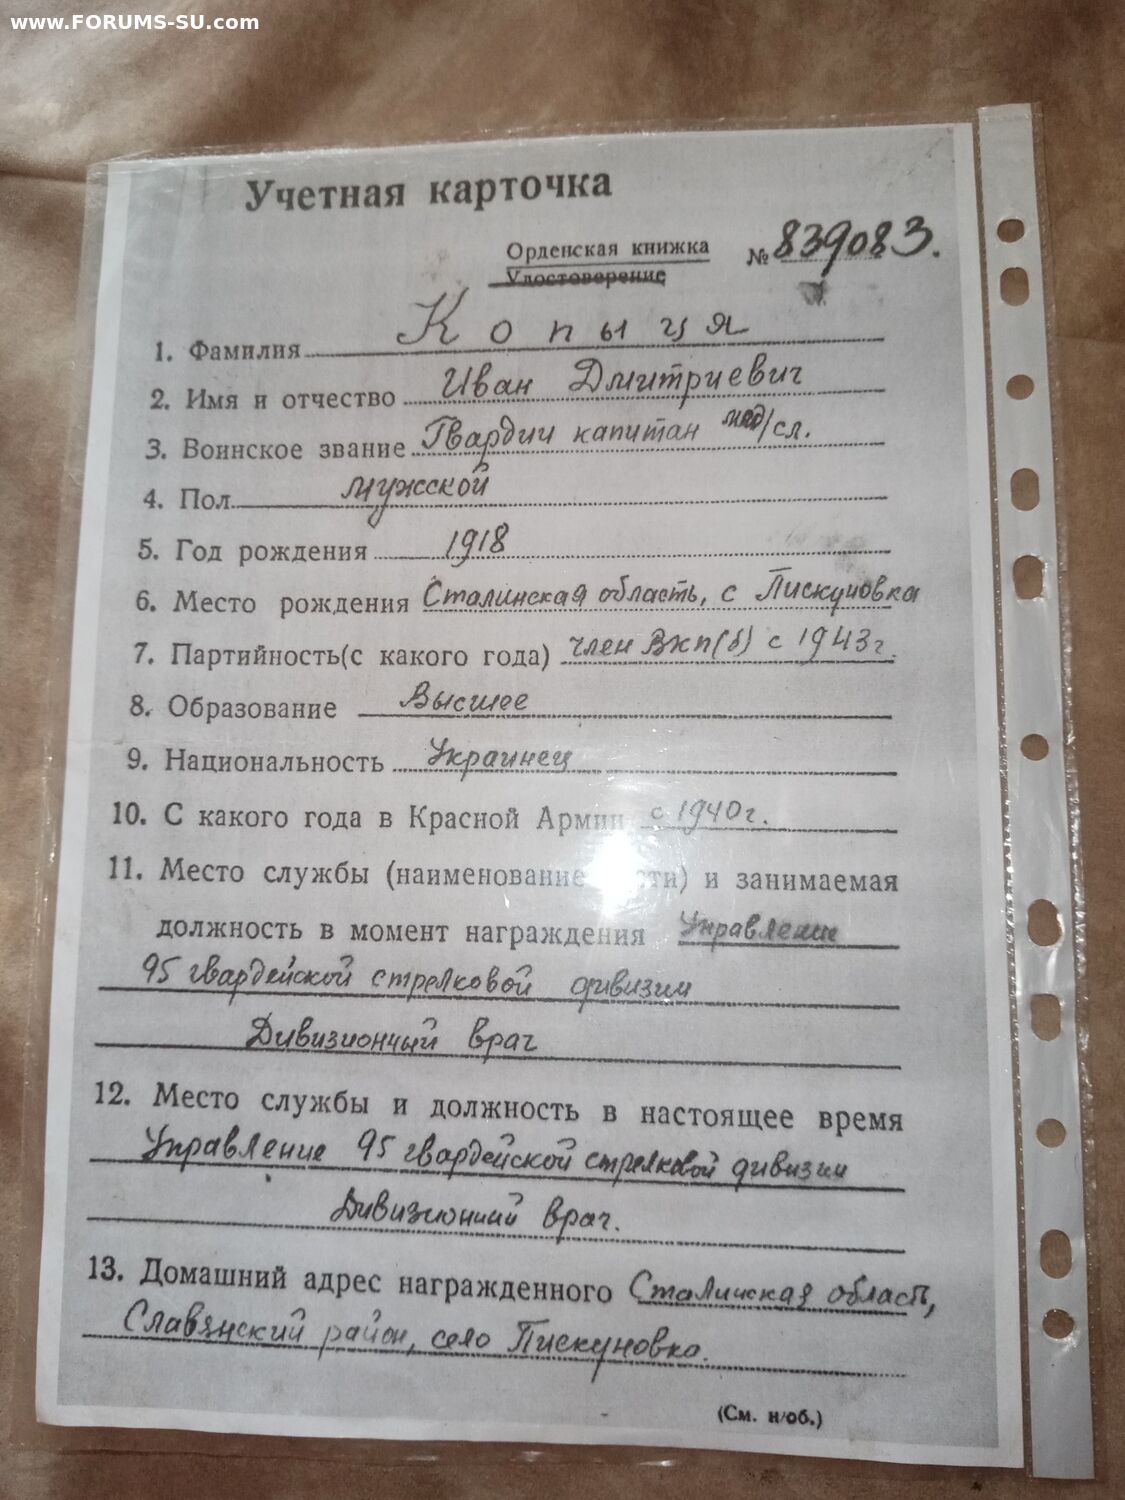 www.FORUMS-SU.com
Учетная карточка
Орденская книжка № 839083.
Удостоверение
1. Фамилия Копыця
2. Имя и отчество Иван Дмитриевич
3. Воинское звание Гвардии капитан мед/сл.
4. Пол мужской
5. Год рождения 1918
6. Место рождения Сталинская область, с Пискуновка
7. Партийность(с какого года) член ВКП(б) с 1943г.
8. Образование Высшее
9. Национальность Украинец
10. С какого года в Красной Армии с 1940г.
11. Место службы (наименование части) и занимаемая
должность в момент награждения Управление
95 гвардейской стрелковой дивизии
Дивизионный врач
12. Место службы и должность в настоящее время
Управление 95 гвардейской стрелковой дивизии
Дивизионный врач.
13. Домашний адрес награжденного Сталинская область,
Славянский район, село Пискуновка.
(См. н/об.)